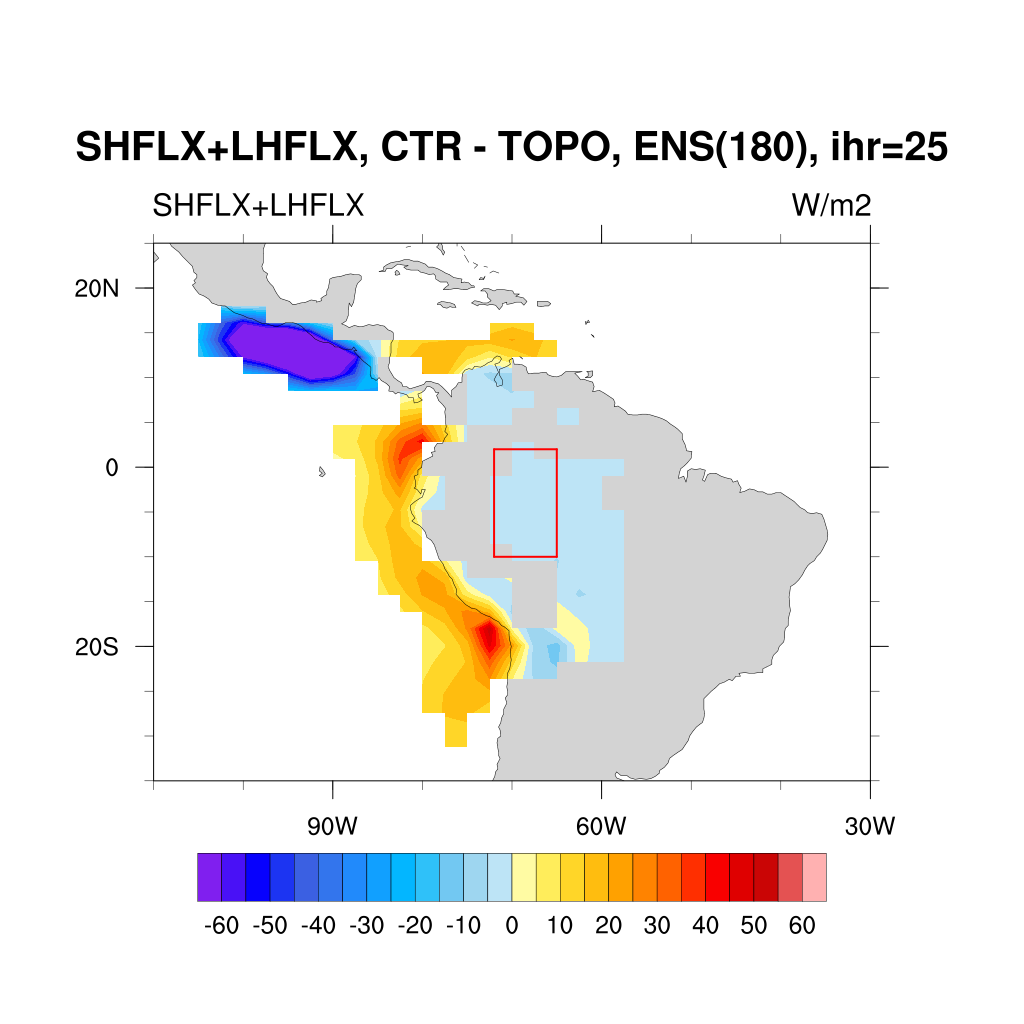 SHFLX+LHFLX, CTR - TOPO, ENS(180), ihr=25
SHFLX+LHFLX W/m2
20N
0
20S
90W 60W 30W
-60 -50 -40 -30 -20 -10 0 10 20 30 40 50 60